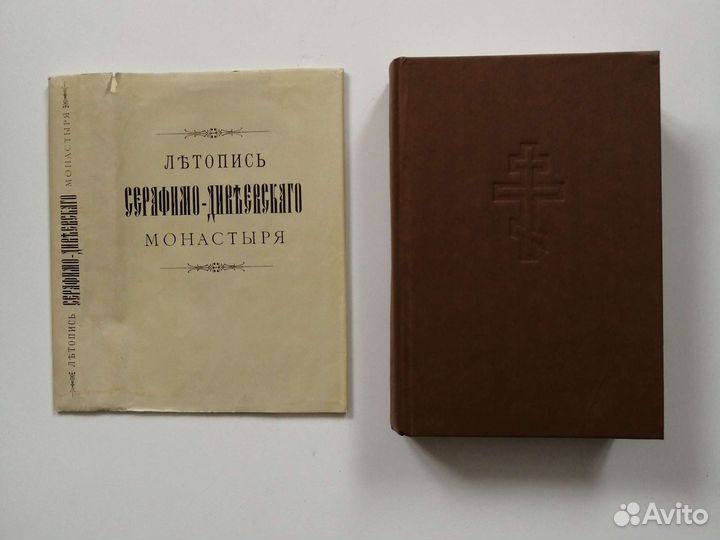 ЛѢТОПИСЬ СЕРАФИМО-ДИВѢЕВСКАГО МОНАСТЫРЯ
ЛѢТОПИСЬ
СЕРАФИМО-ДИВѢЕВСКАГО
МОНАСТЫРЯ
Avito